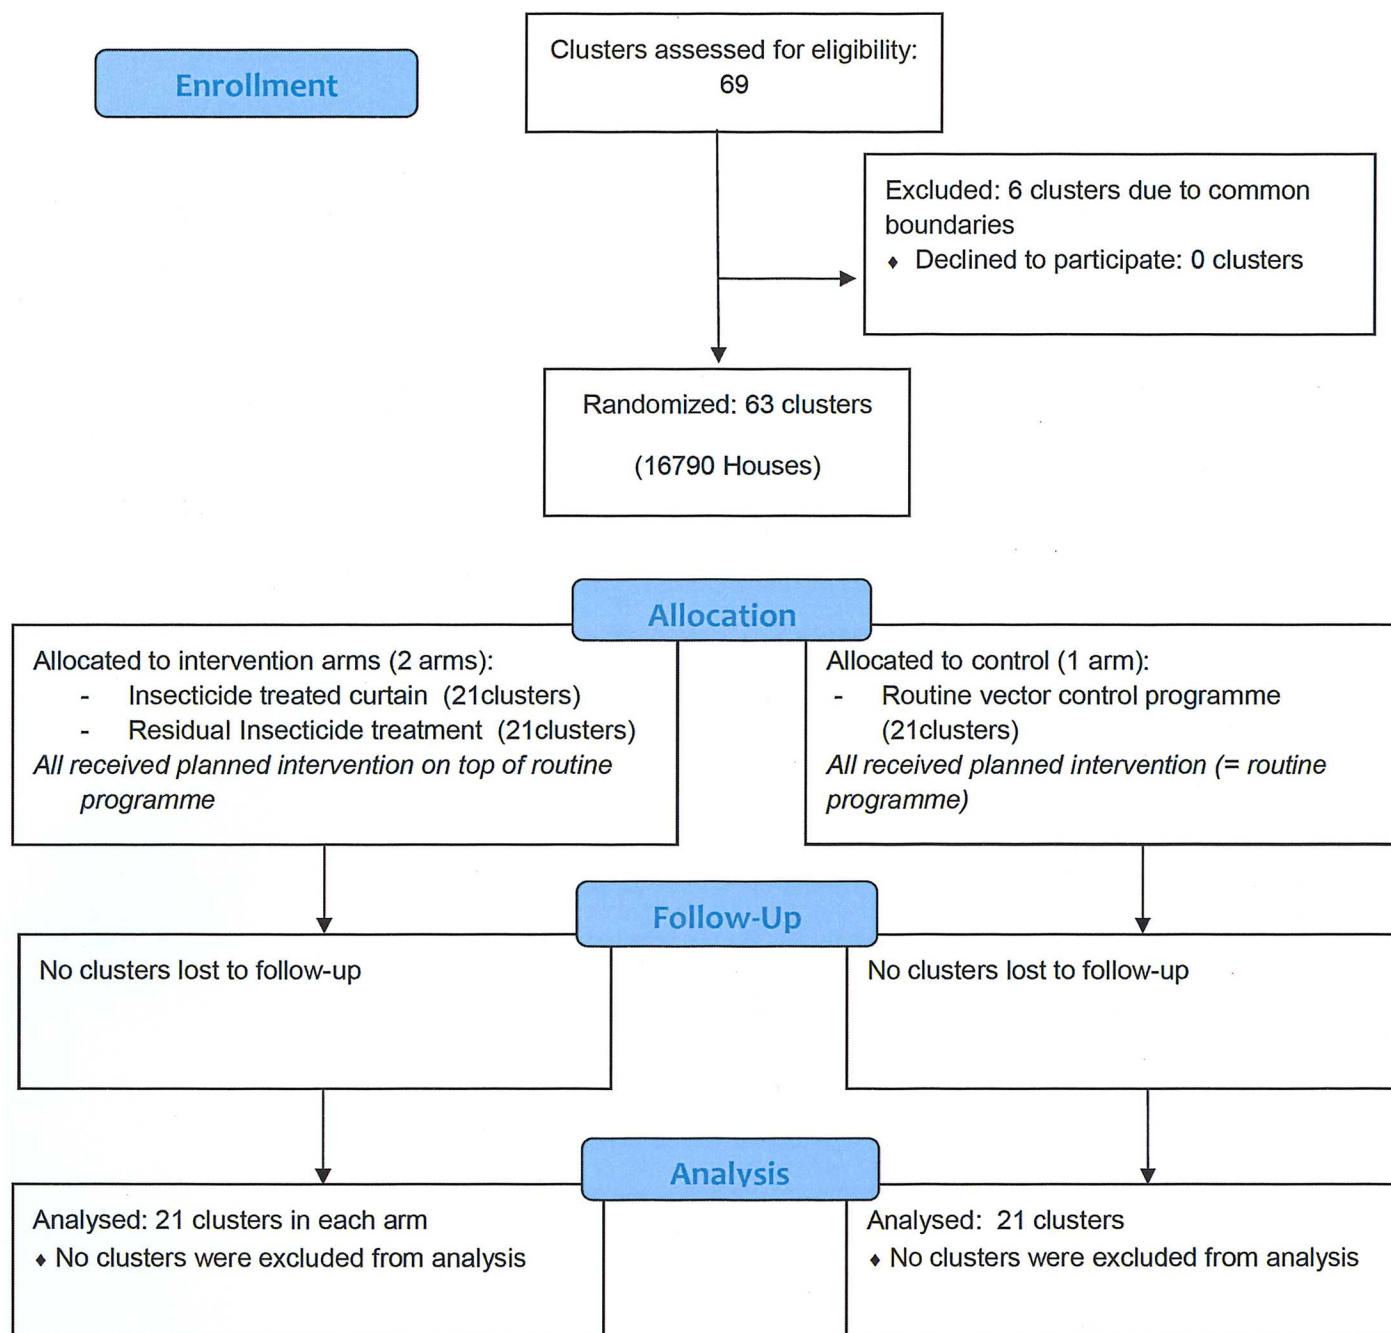 Enrollment
Clusters assessed for eligibility:
69
Excluded: 6 clusters due to common
boundaries
♦ Declined to participate: 0 clusters
Randomized: 63 clusters
(16790 Houses)
Allocation
Allocated to intervention arms (2 arms):
- Insecticide treated curtain (21clusters)
- Residual Insecticide treatment (21clusters)
All received planned intervention on top of routine
programme
Allocated to control (1 arm):
- Routine vector control programme
(21clusters)
All received planned intervention (= routine
programme)
Follow-Up
No clusters lost to follow-up
No clusters lost to follow-up
Analysis
Analysed: 21 clusters in each arm
♦ No clusters were excluded from analysis
Analysed: 21 clusters
♦ No clusters were excluded from analysis